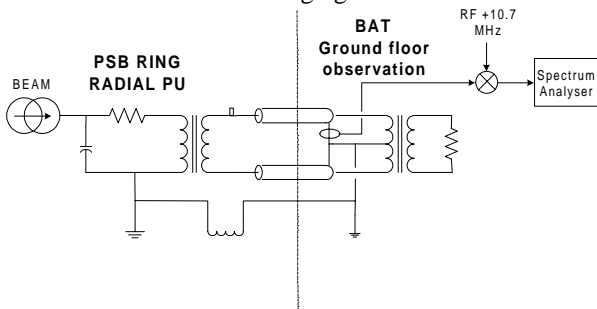 BAT
Ground floor
observation
RF +10.7
MHz
PSB RING
RADIAL PU
BEAM
Spectrum
Analyser